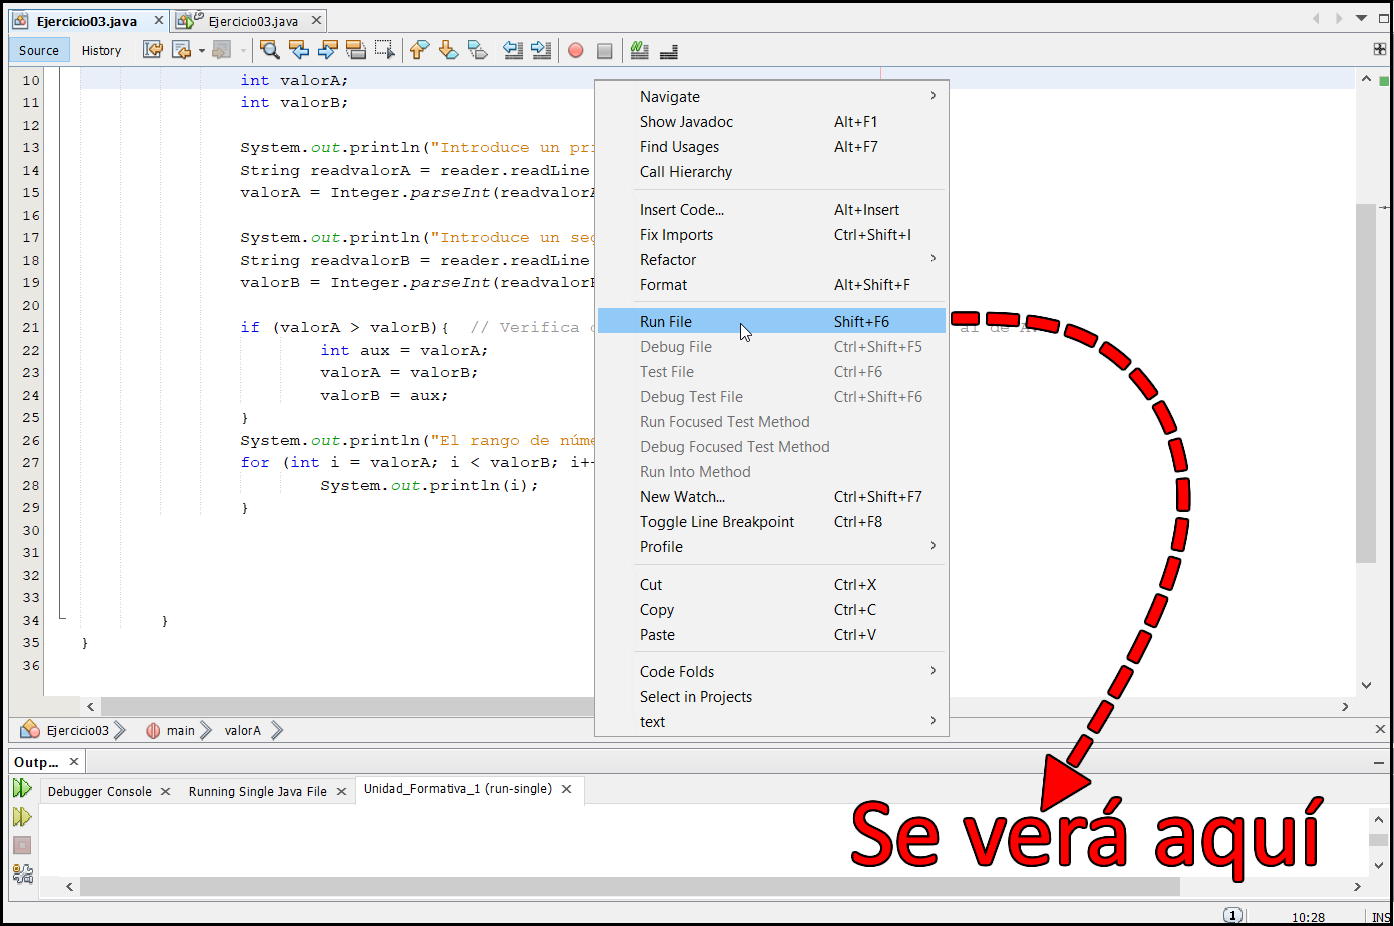 Ejercicio03.java Ejercicio03.java
Source History
10 int valorA;
11 int valorB;
12
13 System.out.println("Introduce un pri
14 String readvalorA = reader.readLine
15 valorA = Integer.parseInt(readvalorA
16
17 System.out.println("Introduce un seg
18 String readvalorB = reader.readLine
19 valorB = Integer.parseInt(readvalorB
20
21 if (valorA > valorB){ // Verifica
22 int aux = valorA;
23 valorA = valorB;
24 valorB = aux;
25 }
26 System.out.println("El rango de núme
27 for (int i = valorA; i < valorB; i+
28 System.out.println(i);
29 }
30
31
32
33
34 }
35 }
36
Navigate
Show Javadoc Alt+F1
Find Usages Alt+F7
Call Hierarchy
Insert Code... Alt+Insert
Fix Imports Ctrl+Shift+I
Refactor
Format Alt+Shift+F
Run File Shift+F6
Debug File Ctrl+Shift+F5
Test File Ctrl+F6
Debug Test File Ctrl+Shift+F6
Run Focused Test Method
Debug Focused Test Method
Run Into Method
New Watch... Ctrl+Shift+F7
Toggle Line Breakpoint Ctrl+F8
Profile
Cut Ctrl+X
Copy Ctrl+C
Paste Ctrl+V
Code Folds
Select in Projects
text
al de A.
Ejercicio03 main valorA
Outp...
Debugger Console Running Single Java File Unidad_Formativa_1 (run-single)
Se verá aquí
1 10:28 INS